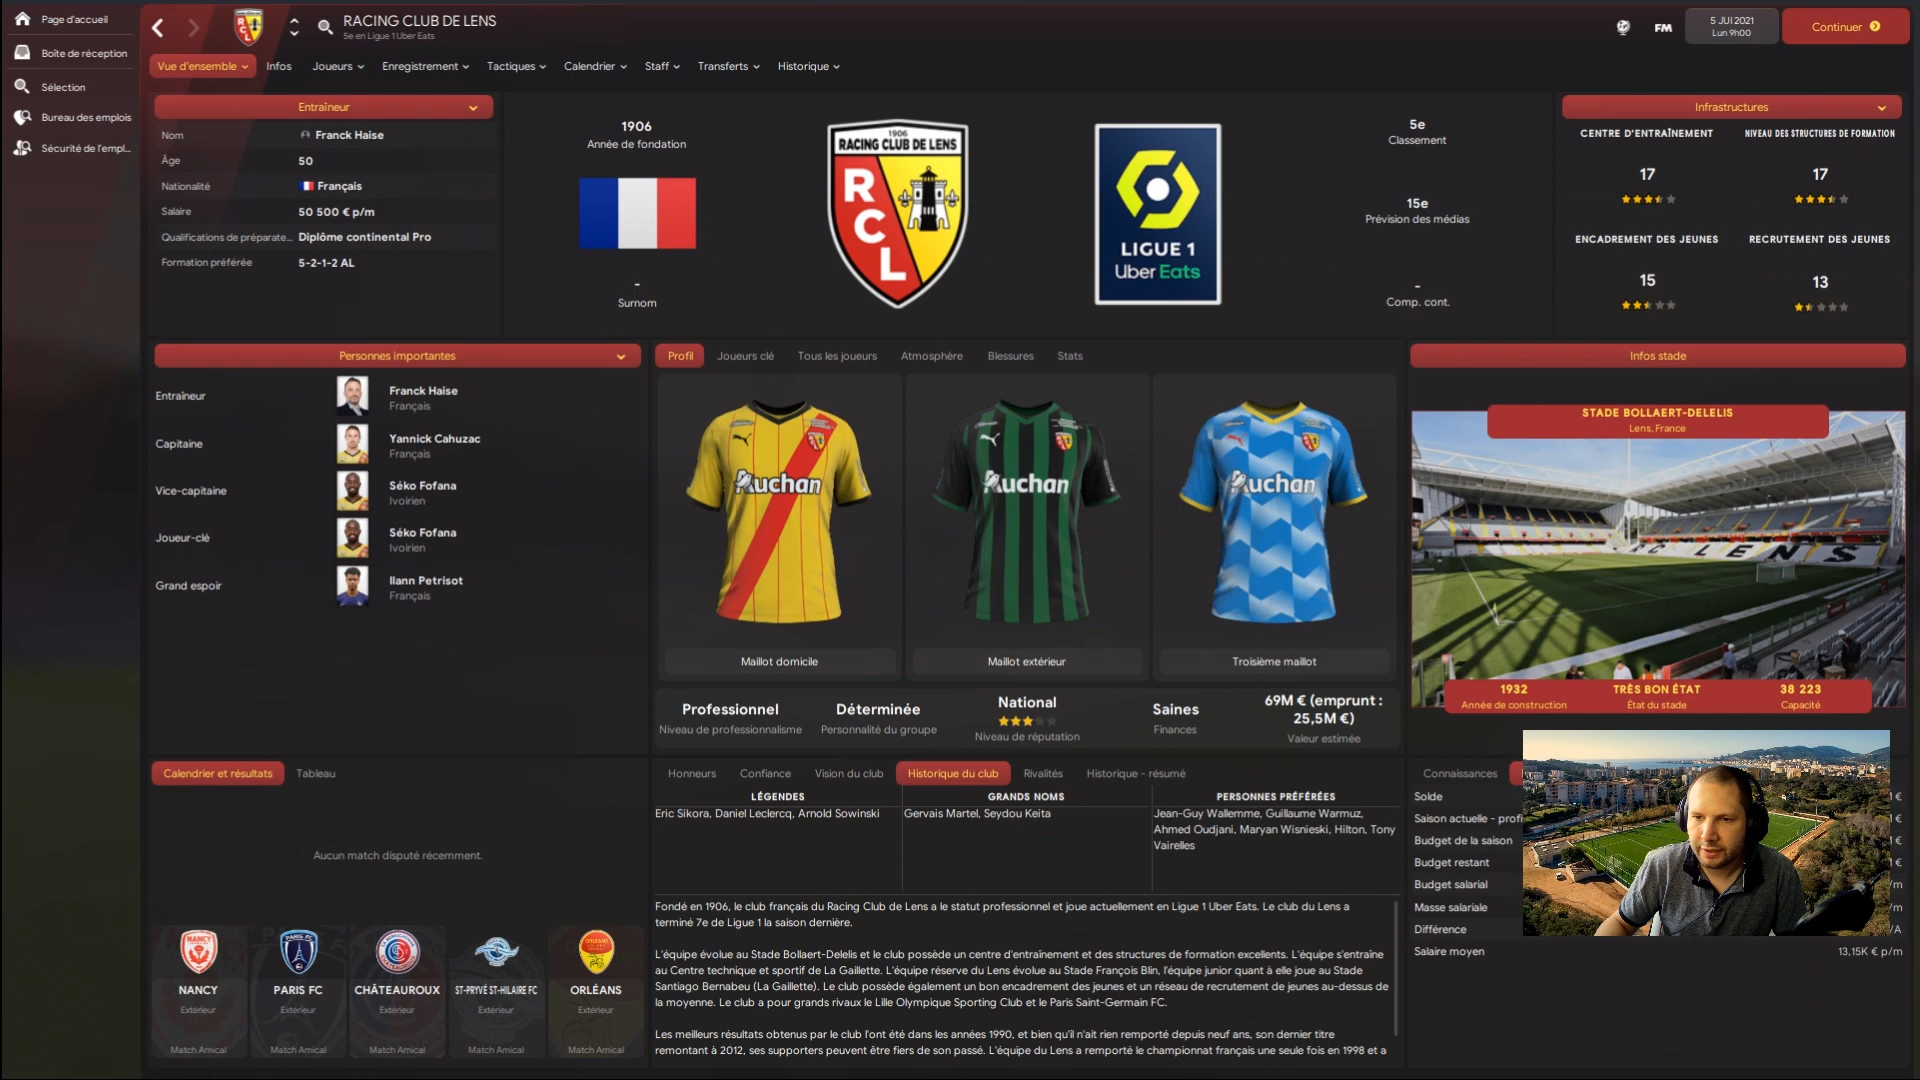 Page d'accueil
Boîte de réception
Sélection
Bureau des emplois
Sécurité de l'empl...
RACING CLUB DE LENS
5e en Ligue 1 Uber Eats
FM
5 JUI 2021
Lun 9h00
Continuer
Vue d'ensemble
Infos
Joueurs
Enregistrement
Tactiques
Calendrier
Staff
Transferts
Historique
Entraîneur
Nom
Franck Haise
Âge
50
Nationalité
Français
Salaire
50 500 € p/m
Qualifications de préparate...
Diplôme continental Pro
Formation préférée
5-2-1-2 AL
1906
Année de fondation
-
Surnom
1906
RACING CLUB DE LENS
R
C
L
LIGUE 1
Uber Eats
5e
Classement
15e
Prévision des médias
-
Comp. cont.
Infrastructures
CENTRE D'ENTRAÎNEMENT
NIVEAU DES STRUCTURES DE FORMATION
17
17
ENCADREMENT DES JEUNES
RECRUTEMENT DES JEUNES
15
13
Personnes importantes
Entraîneur
Franck Haise
Français
Capitaine
Yannick Cahuzac
Français
Vice-capitaine
Séko Fofana
Ivoirien
Joueur-clé
Séko Fofana
Ivoirien
Grand espoir
Ilann Petrisot
Français
Profil
Joueurs clé
Tous les joueurs
Atmosphère
Blessures
Stats
Auchan
Auchan
Auchan
Maillot domicile
Maillot extérieur
Troisième maillot
Professionnel
Niveau de professionnalisme
Déterminée
Personnalité du groupe
National
Niveau de réputation
Saines
Finances
69M € (emprunt :
25,5M €)
Valeur estimée
Infos stade
STADE BOLLAERT-DELELIS
Lens, France
RC LENS
1932
Année de construction
TRÈS BON ÉTAT
État du stade
38 223
Capacité
Calendrier et résultats
Tableau
Aucun match disputé récemment.
NANCY
Extérieur
Match Amical
PARIS FC
Extérieur
Match Amical
CHÂTEAUROUX
Extérieur
Match Amical
ST-PRYVÉ ST-HILAIRE FC
Extérieur
Match Amical
ORLÉANS
Extérieur
Match Amical
Honneurs
Confiance
Vision du club
Historique du club
Rivalités
Historique - résumé
LÉGENDES
Eric Sikora, Daniel Leclercq, Arnold Sowinski
GRANDS NOMS
Gervais Martel, Seydou Keita
PERSONNES PRÉFÉRÉES
Jean-Guy Wallemme, Guillaume Warmuz,
Ahmed Oudjani, Maryan Wisnieski, Hilton, Tony
Vairelles
Fondé en 1906, le club français du Racing Club de Lens a le statut professionnel et joue actuellement en Ligue 1 Uber Eats. Le club du Lens a
terminé 7e de Ligue 1 la saison dernière.
L'équipe évolue au Stade Bollaert-Delelis et le club possède un centre d'entraînement et des structures de formation excellents. L'équipe s'entraîne
au Centre technique et sportif de La Gaillette. L'équipe réserve du Lens évolue au Stade François Blin, l'équipe junior quant à elle joue au Stade
Santiago Bernabeu (La Gaillette). Le club possède également un bon encadrement des jeunes et un réseau de recrutement de jeunes au-dessus de
la moyenne. Le club a pour grands rivaux le Lille Olympique Sporting Club et le Paris Saint-Germain FC.
Les meilleurs résultats obtenus par le club l'ont été dans les années 1990, et bien qu'il n'ait rien remporté depuis neuf ans, son dernier titre
remontant à 2012, ses supporters peuvent être fiers de son passé. L'équipe du Lens a remporté le championnat français une seule fois en 1998 et a
Connaissances
Solde
Saison actuelle - profi
Budget de la saison
Budget restant
Budget salarial
Masse salariale
Différence
Salaire moyen
13,15K € p/m